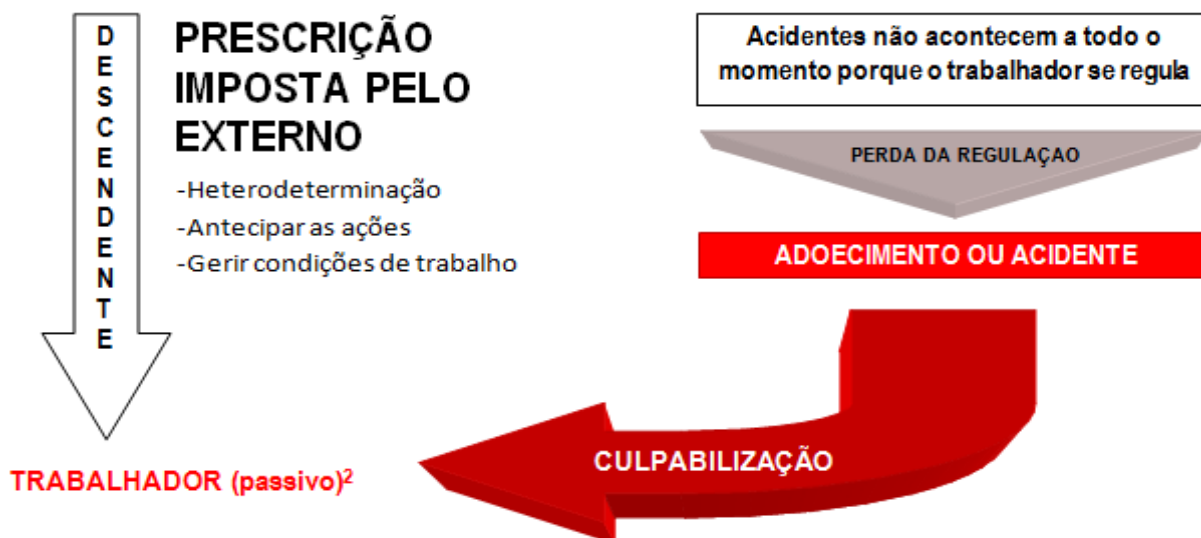 DESCENDENTE
PRESCRIÇÃO
IMPOSTA PELO
EXTERNO
-Heterodeterminação
-Antecipar as ações
-Gerir condições de trabalho
TRABALHADOR (passivo)²
Acidentes não acontecem a todo o
momento porque o trabalhador se regula
PERDA DA REGULAÇAO
ADOECIMENTO OU ACIDENTE
CULPABILIZAÇÃO